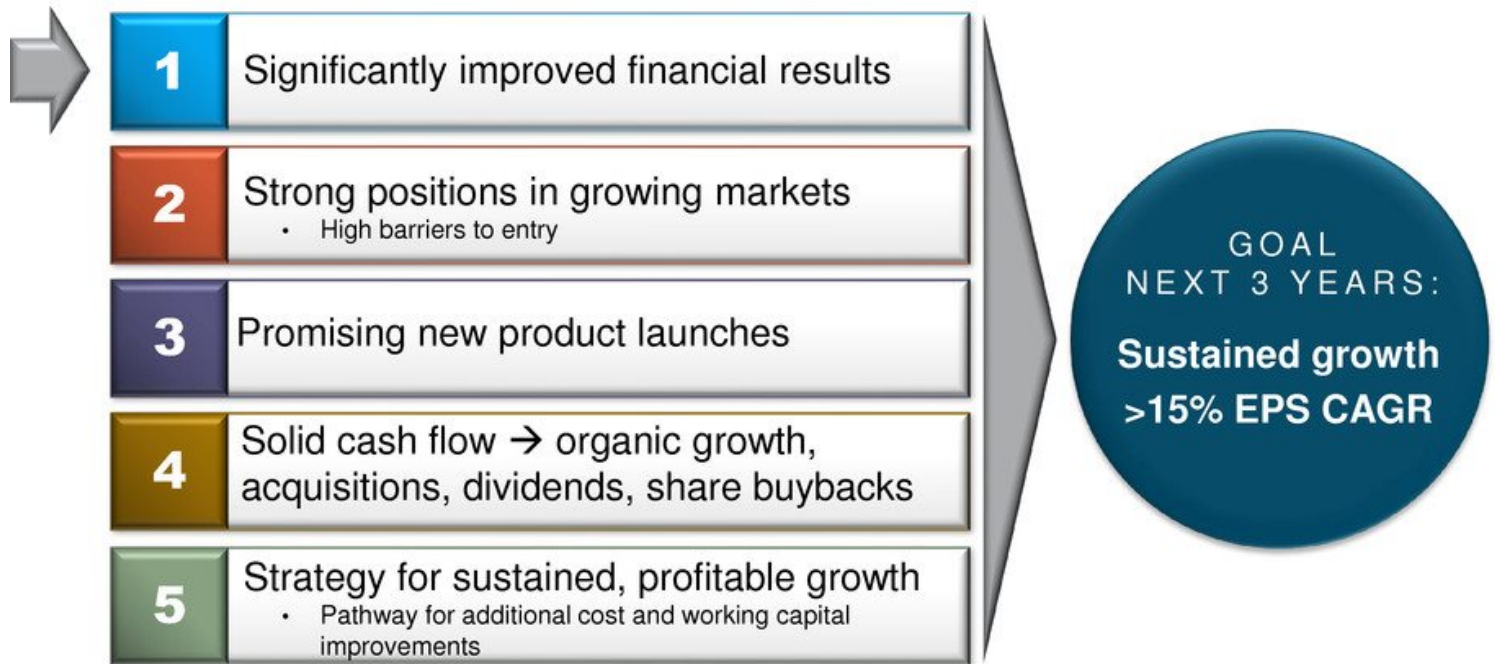 1
Significantly improved financial results
2
Strong positions in growing markets
• High barriers to entry
3
Promising new product launches
4
Solid cash flow → organic growth,
acquisitions, dividends, share buybacks
5
Strategy for sustained, profitable growth
• Pathway for additional cost and working capital
improvements
GOAL
NEXT 3 YEARS:
Sustained growth
>15% EPS CAGR